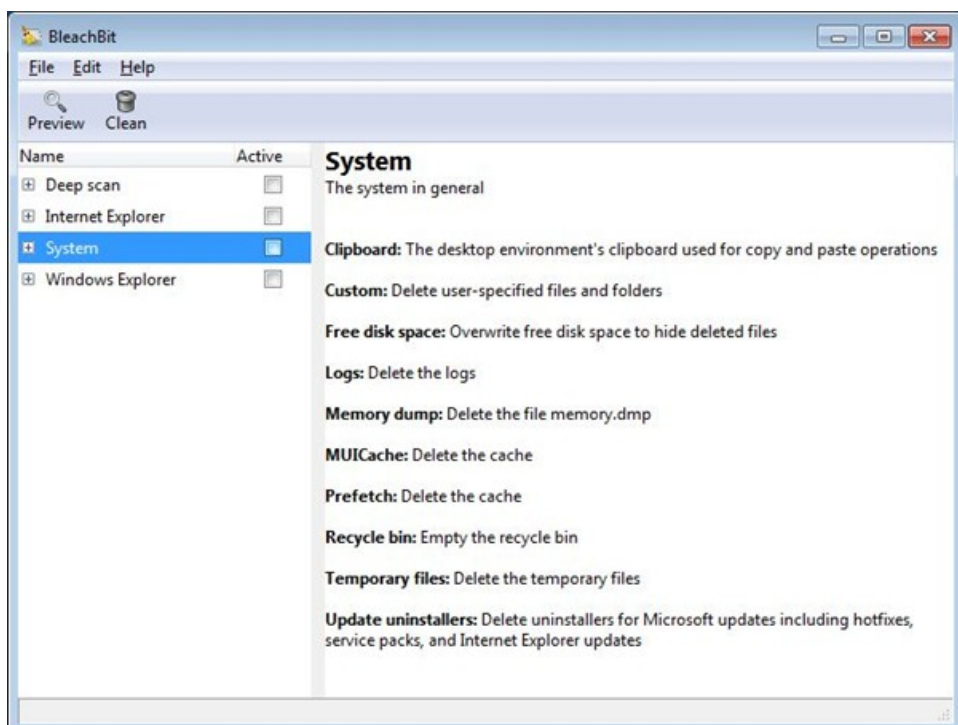 BleachBit
File Edit Help
Preview Clean
Name Active
Deep scan
Internet Explorer
System
Windows Explorer
System
The system in general
Clipboard: The desktop environment's clipboard used for copy and paste operations
Custom: Delete user-specified files and folders
Free disk space: Overwrite free disk space to hide deleted files
Logs: Delete the logs
Memory dump: Delete the file memory.dmp
MUICache: Delete the cache
Prefetch: Delete the cache
Recycle bin: Empty the recycle bin
Temporary files: Delete the temporary files
Update uninstallers: Delete uninstallers for Microsoft updates including hotfixes,
service packs, and Internet Explorer updates